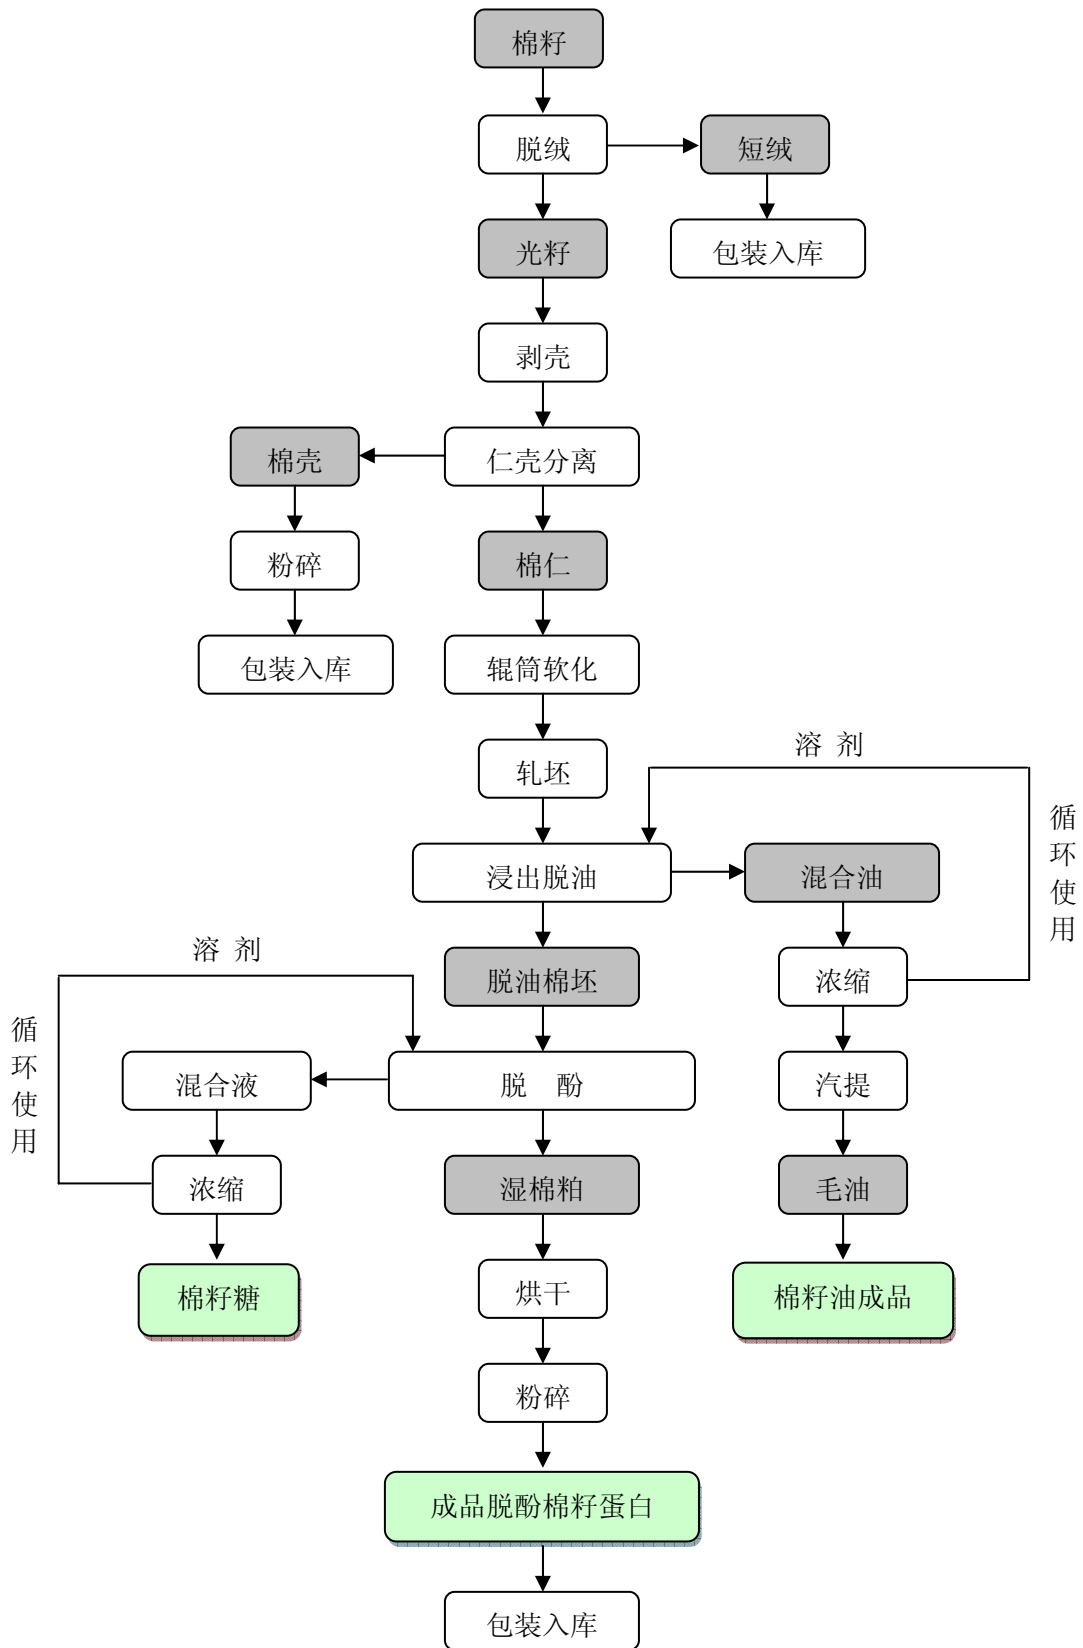 棉籽
脱绒
短绒
光籽
包装入库
剥壳
棉壳
仁壳分离
粉碎
棉仁
包装入库
辊筒软化
轧坯
溶 剂
循环使用
浸出脱油
混合油
溶 剂
脱油棉坯
浓缩
循环使用
混合液
脱 酚
汽提
浓缩
湿棉粕
毛油
棉籽糖
烘干
棉籽油成品
粉碎
成品脱酚棉籽蛋白
包装入库